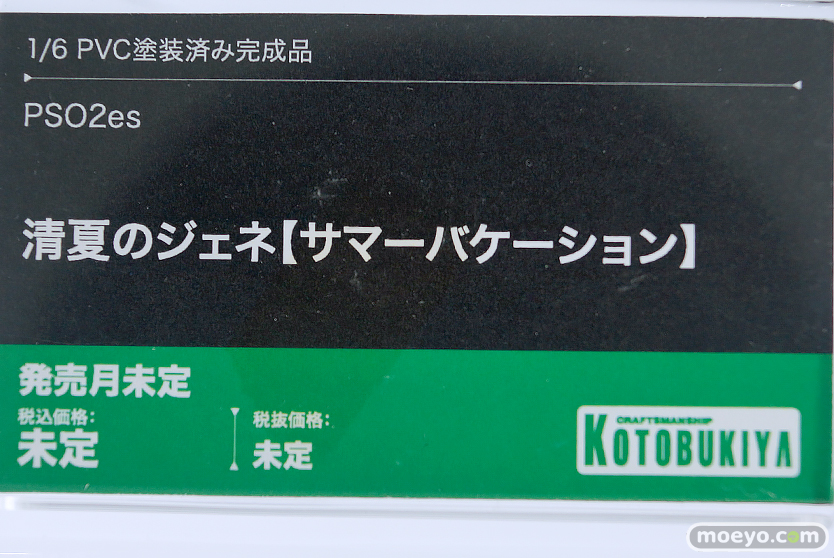 1/6 PVC塗装済み完成品
PSO2es
清夏のジェネ【サマーバケーション】
発売月未定
税込価格:
未定
税抜価格:
未定
CRAFTSMANSHIP
KOTOBUKIYA
moeyo.com